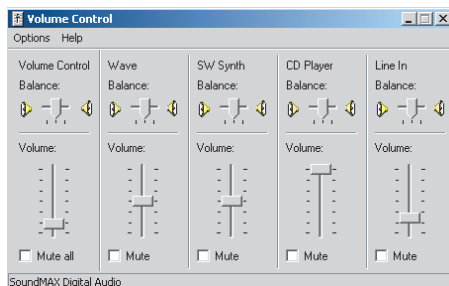 Volume Control
Options Help
Volume Control Wave SW Synth CD Player Line In
Balance: Balance: Balance: Balance: Balance:
Volume: Volume: Volume: Volume: Volume:
Mute all Mute Mute Mute Mute
SoundMAX Digital Audio